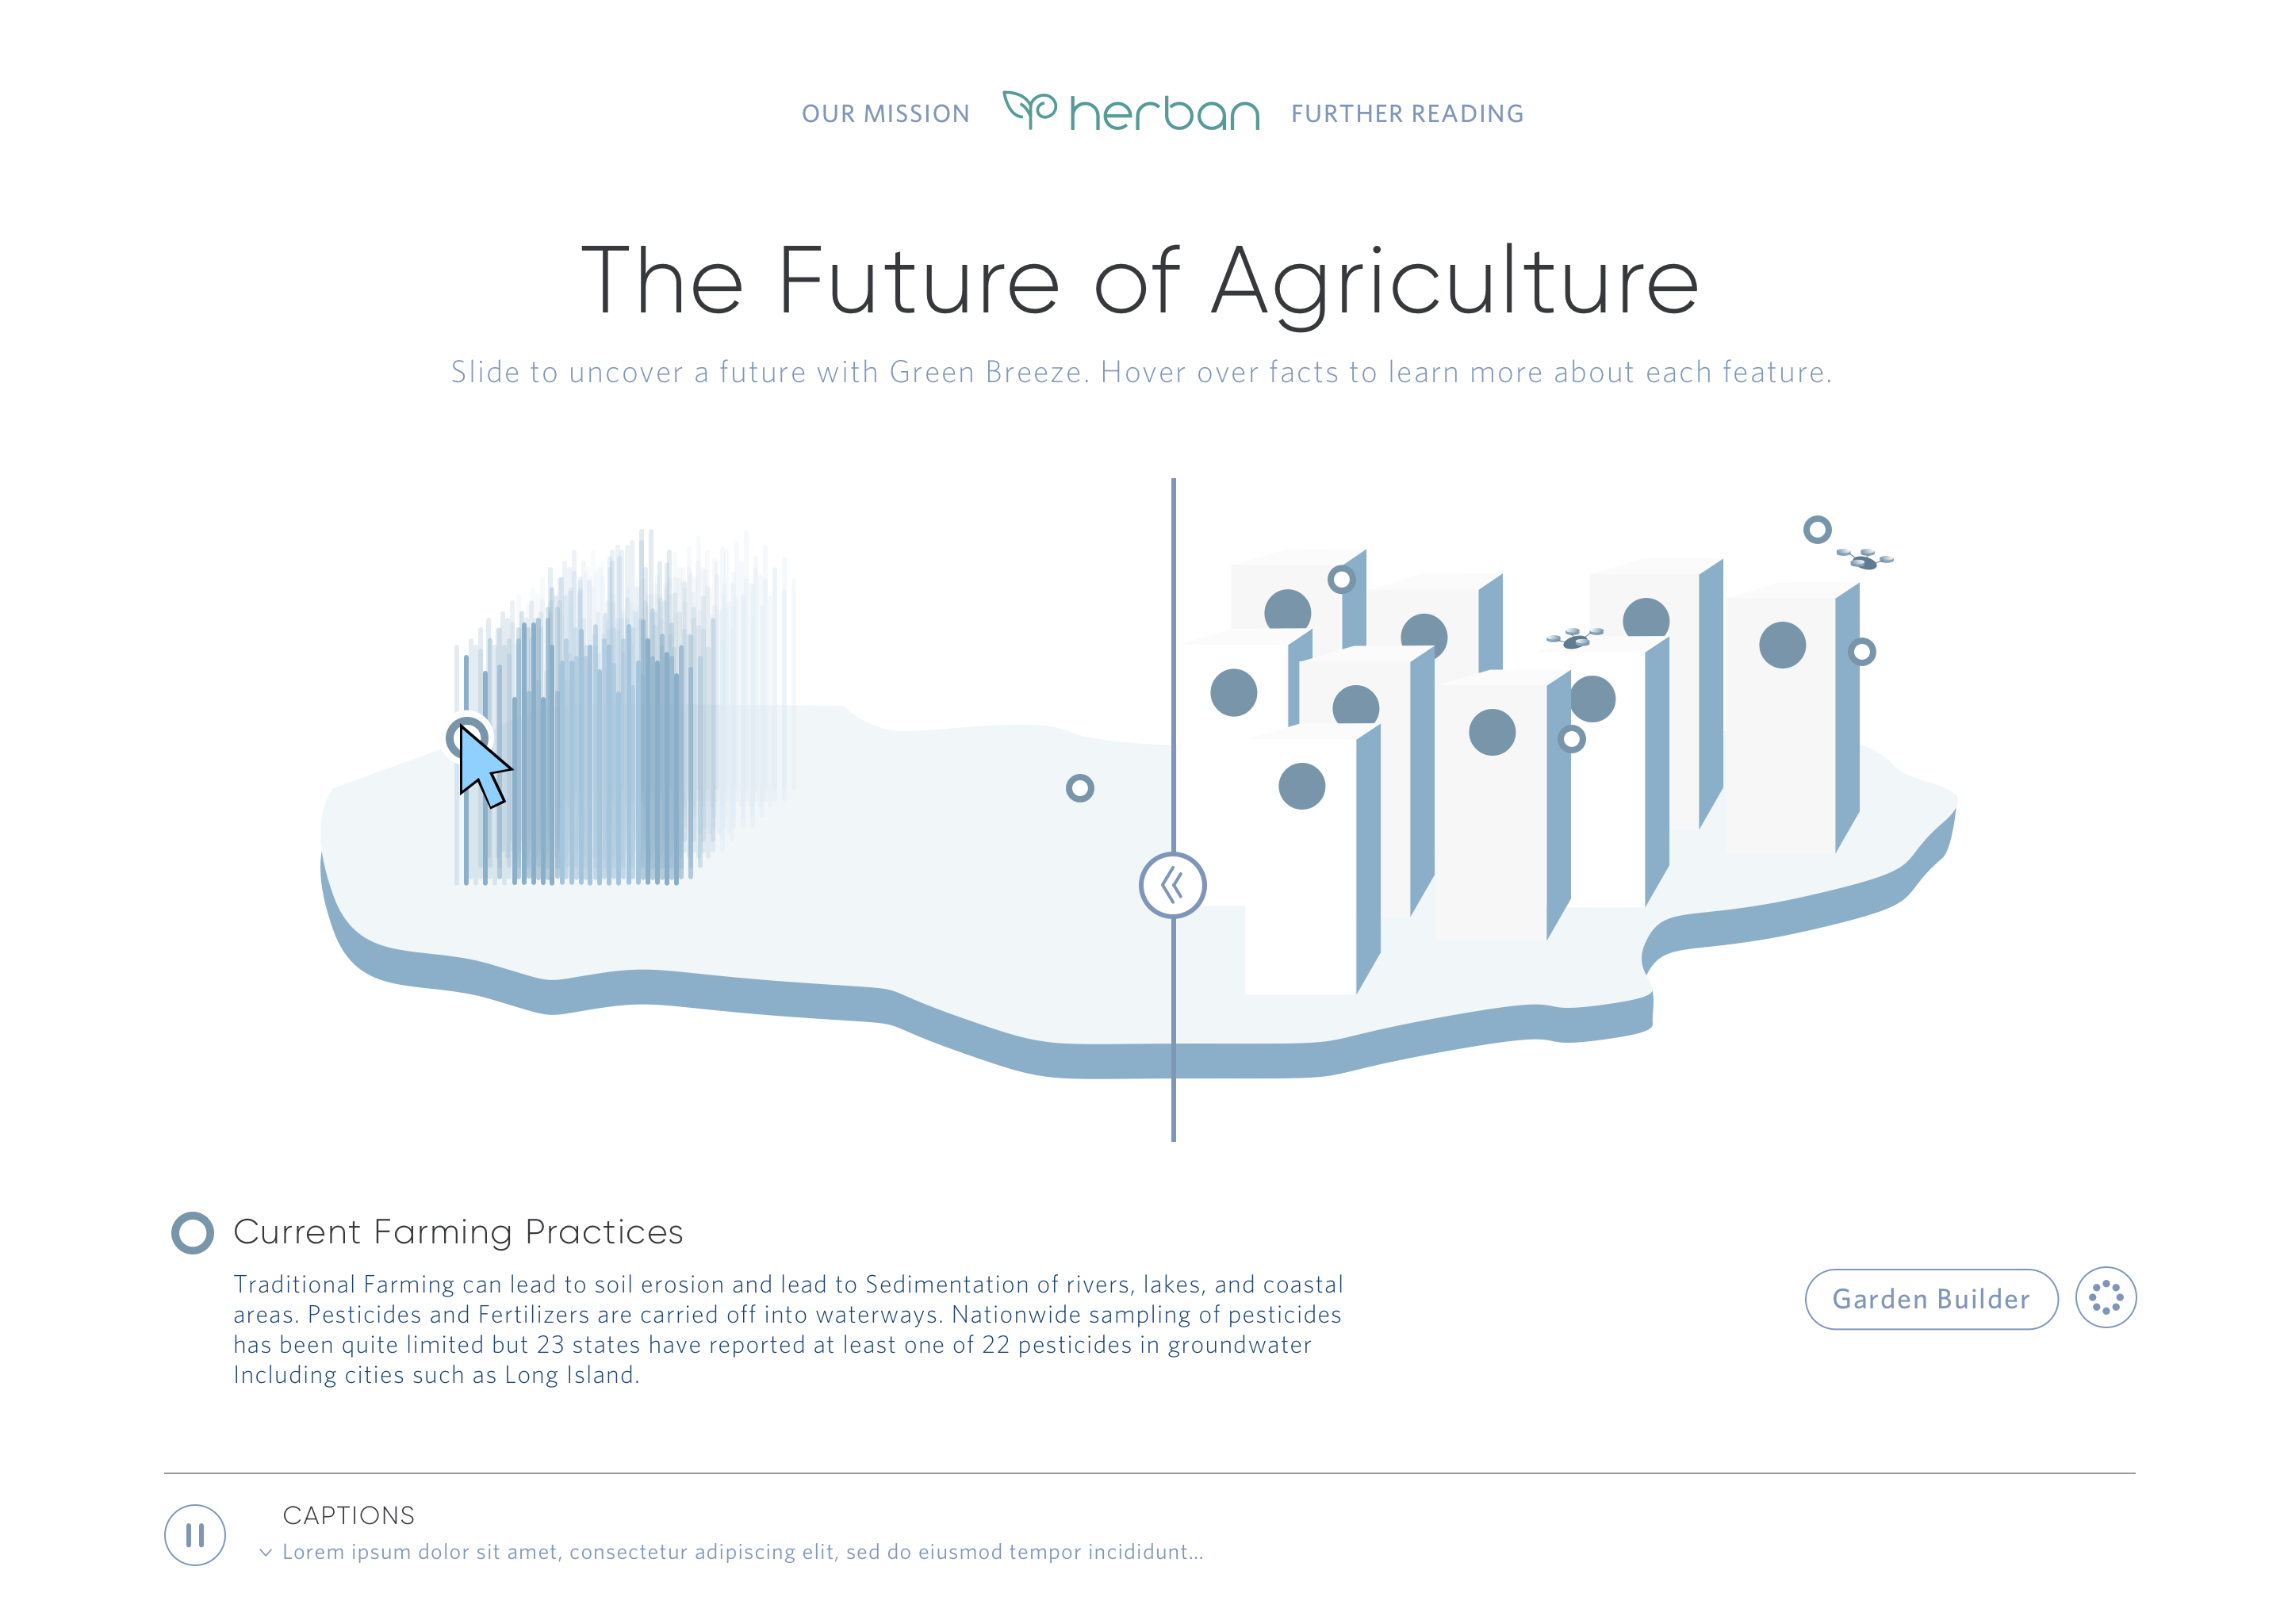 OUR MISSION
herban
FURTHER READING
The Future of Agriculture
Slide to uncover a future with Green Breeze. Hover over facts to learn more about each feature.
Current Farming Practices
Traditional Farming can lead to soil erosion and lead to Sedimentation of rivers, lakes, and coastal
areas. Pesticides and Fertilizers are carried off into waterways. Nationwide sampling of pesticides
has been quite limited but 23 states have reported at least one of 22 pesticides in groundwater
Including cities such as Long Island.
Garden Builder
CAPTIONS
Lorem ipsum dolor sit amet, consectetur adipiscing elit, sed do eiusmod tempor incididunt...